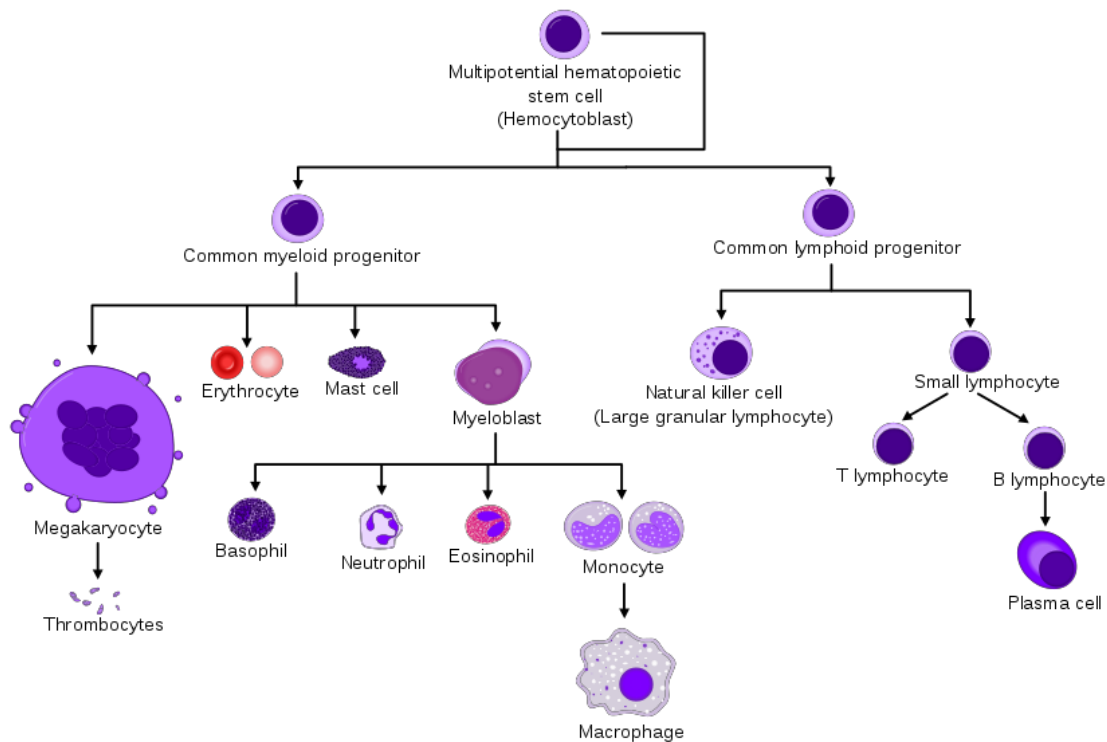 Multipotential hematopoietic
stem cell
(Hemocytoblast)
Common myeloid progenitor
Common lymphoid progenitor
Erythrocyte
Mast cell
Myeloblast
Natural killer cell
(Large granular lymphocyte)
Small lymphocyte
T lymphocyte
B lymphocyte
Megakaryocyte
Basophil
Neutrophil
Eosinophil
Monocyte
Plasma cell
Thrombocytes
Macrophage